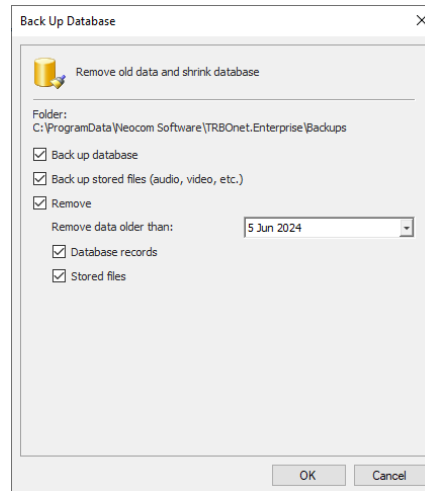 Back Up Database
Remove old data and shrink database
Folder:
C:\ProgramData\Neocom Software\TRBOnet.Enterprise\Backups
Back up database
Back up stored files (audio, video, etc.)
Remove
Remove data older than: 5 Jun 2024
Database records
Stored files
OK Cancel